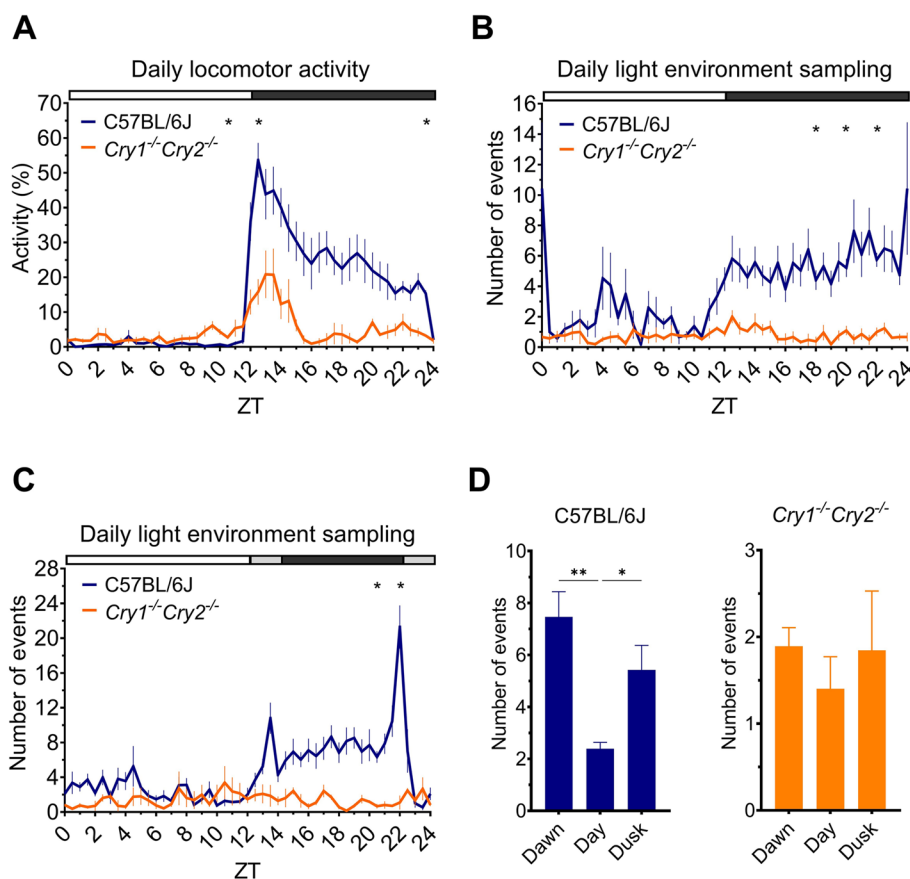 A
Daily locomotor activity
C57BL/6J
Cry1-/-Cry2-/-
* * *
Activity (%)
70
60
50
40
30
20
10
0
0 2 4 6 8 10 12 14 16 18 20 22 24
ZT
B
Daily light environment sampling
C57BL/6J
Cry1-/-Cry2-/-
* * *
Number of events
16
14
12
10
8
6
4
2
0
0 2 4 6 8 10 12 14 16 18 20 22 24
ZT
C
Daily light environment sampling
C57BL/6J
Cry1-/-Cry2-/-
* *
Number of events
28
24
20
16
12
8
4
0
0 2 4 6 8 10 12 14 16 18 20 22 24
ZT
D
C57BL/6J
** *
Number of events
10
8
6
4
2
0
Dawn Day Dusk
Cry1-/-Cry2-/-
Number of events
3
2
1
0
Dawn Day Dusk